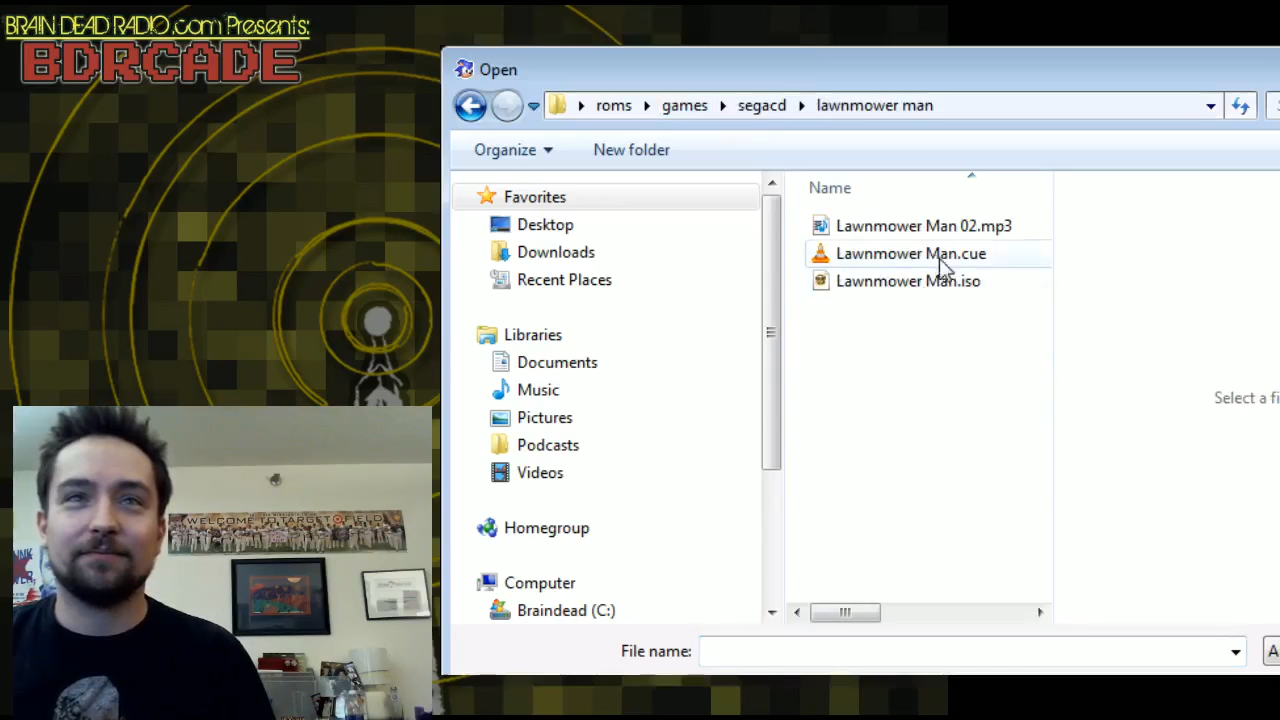 BRAIN DEAD RADIO.com Presents:
BDRCADE
Open
roms
games
segacd
lawnmower man
Organize
New folder
Favorites
Desktop
Downloads
Recent Places
Libraries
Documents
Music
Pictures
Podcasts
Videos
Homegroup
Computer
Braindead (C:)
Name
Lawnmower Man 02.mp3
Lawnmower Man.cue
Lawnmower Man.iso
Select a fi
File name:
A
WELCOME TO TARGET FIELD